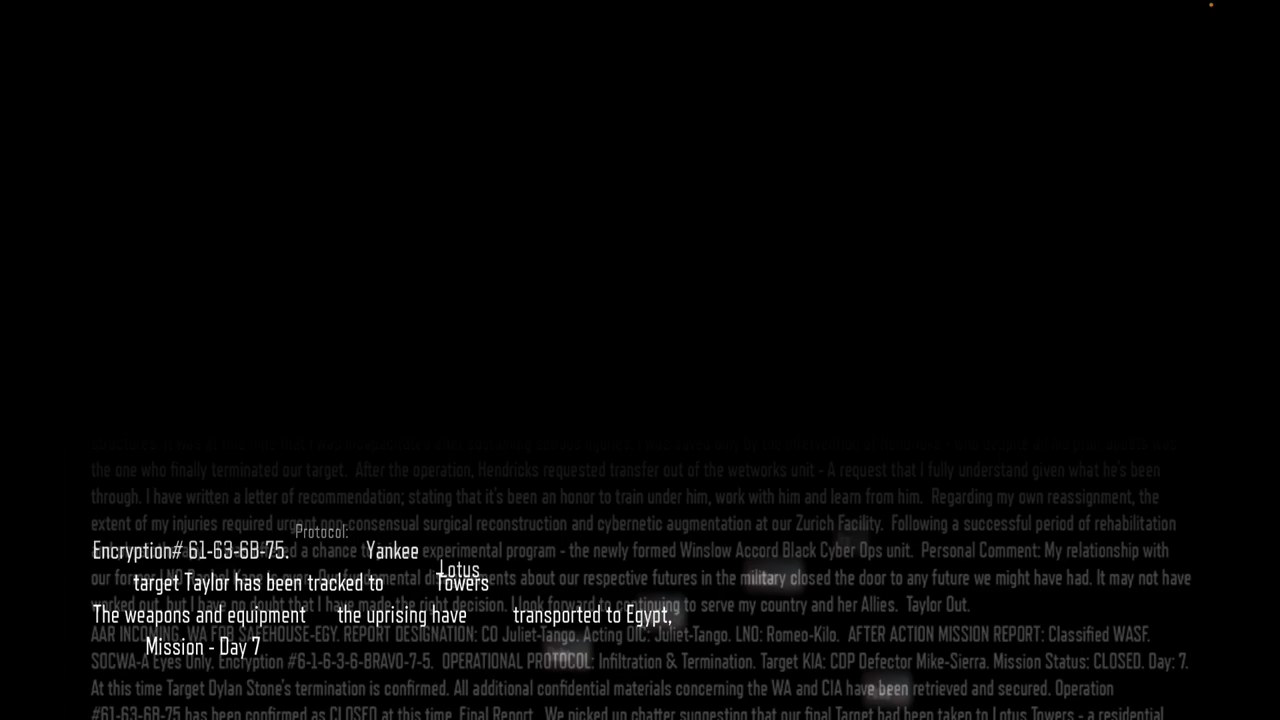 the one who finally terminated our target. After the operation, Hendricks requested transfer out of the wetworks unit - A request that I fully understand given what he's been
through. I have written a letter of recommendation; stating that it's been an honor to train under him, work with him and learn from him. Regarding my own reassignment, the
extent of my injuries required consensual surgical reconstruction and cybernetic augmentation at our Zurich Facility. Following a successful period of rehabilitation
Protocol:
Encryption# 61-63-6B-75. Yankee
a chance experimental program - the newly formed Winslow Accord Black Cyber Ops unit. Personal Comment: My relationship with
Lotus
our about our respective futures in the military closed the door to any future we might have had. It may not have
target Taylor has been tracked to Towers
but I have no doubt that I have made the right decision. I look forward to continuing to serve my country and her Allies. Taylor Out.
The weapons and equipment the uprising have transported to Egypt,
AAR INCOMING. WA FOR SAFEHOUSE-EGY. REPORT DESIGNATION: CO Juliet-Tango. Acting OIC: Juliet-Tango. LNO: Romeo-Kilo. AFTER ACTION MISSION REPORT: Classified WASF.
Mission - Day 7
SOCWA-A Eyes Only. Encryption #6-1-6-3-6-BRAVO-7-5. OPERATIONAL PROTOCOL: Infiltration & Termination. Target KIA: CDP Defector Mike-Sierra. Mission Status: CLOSED. Day: 7.
At this time Target Dylan Stone's termination is confirmed. All additional confidential materials concerning the WA and CIA have been retrieved and secured. Operation
#61-63-6B-75 has been confirmed as CLOSED at this time. Final Report. We picked up chatter suggesting that our final Target had been taken to Lotus Towers - a residential